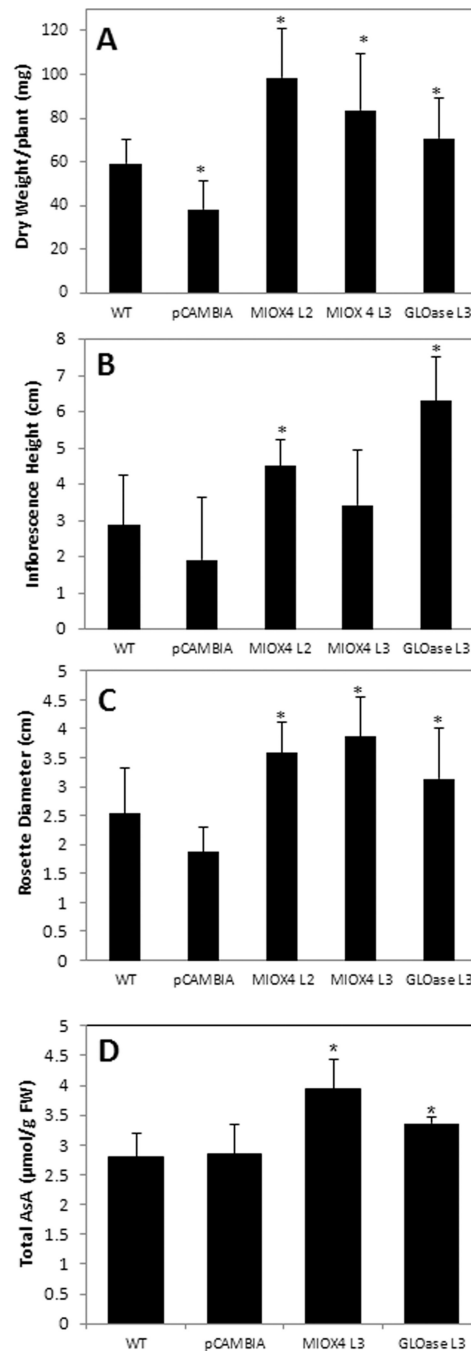 A
Dry Weight/plant (mg)
120
100
80
60
40
20
0
* * * *
WT pCAMBIA MIOX4 L2 MIOX 4 L3 GLOase L3
B
Inflorescence Height (cm)
8
7
6
5
4
3
2
1
0
* *
WT pCAMBIA MIOX4 L2 MIOX4 L3 GLOase L3
C
Rosette Diameter (cm)
5
4.5
4
3.5
3
2.5
2
1.5
1
0.5
0
* * *
WT pCAMBIA MIOX4 L2 MIOX4 L3 GLOase L3
D
Total AsA (µmol/g FW)
5
4.5
4
3.5
3
2.5
2
1.5
1
0.5
0
* *
WT pCAMBIA MIOX4 L3 GLOase L3